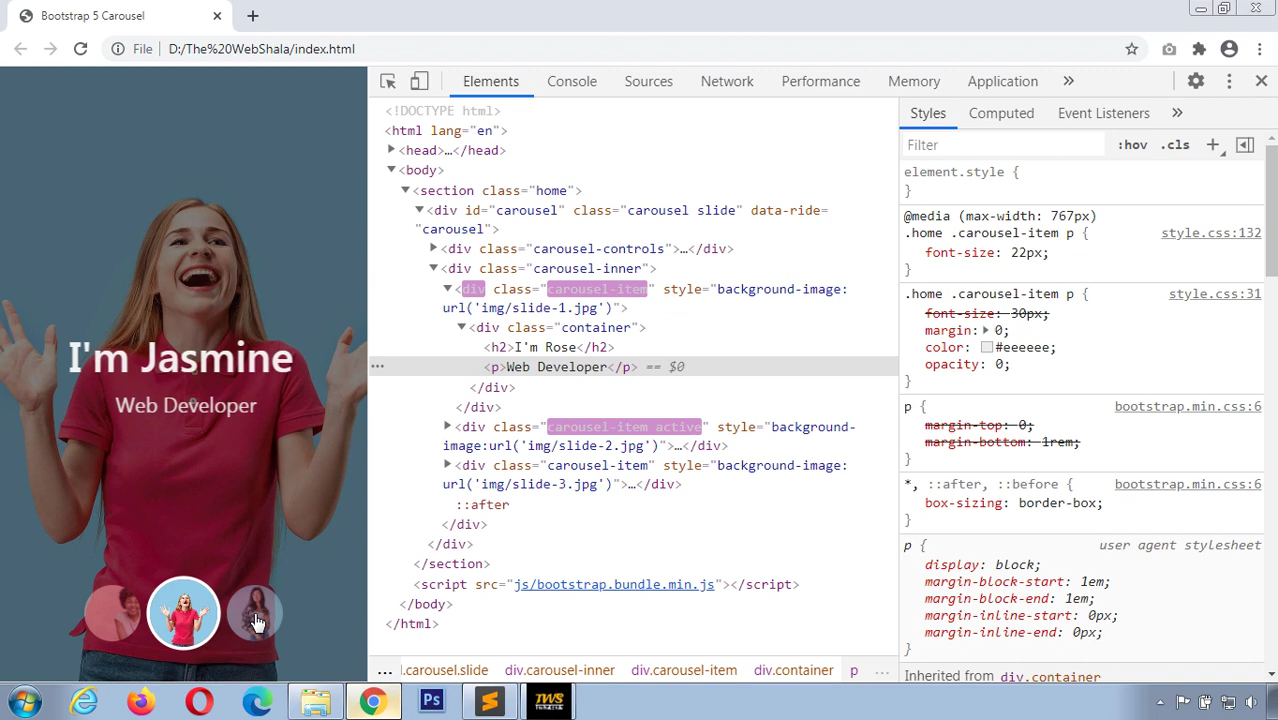 Bootstrap 5 Carousel
File
D:/The%20WebShala/index.html
I'm Jasmine
Web Developer
Elements
Console
Sources
Network
Performance
Memory
Application
<!DOCTYPE html>
<html lang="en">
<head>…</head>
<body>
<section class="home">
<div id="carousel" class="carousel slide" data-ride=
"carousel">
<div class="carousel-controls">…</div>
<div class="carousel-inner">
<div class="carousel-item" style="background-image:
url('img/slide-1.jpg')">
<div class="container">
<h2>I'm Rose</h2>
<p>Web Developer</p> == $0
</div>
</div>
<div class="carousel-item active" style="background-
image:url('img/slide-2.jpg')">…</div>
<div class="carousel-item" style="background-image:
url('img/slide-3.jpg')">…</div>
::after
</div>
</div>
</section>
<script src="js/bootstrap.bundle.min.js"></script>
</body>
</html>
... l.carousel.slide div.carousel-inner div.carousel-item div.container p ...
Styles
Computed
Event Listeners
Filter
:hov
.cls
element.style {
}
@media (max-width: 767px)
.home .carousel-item p { style.css:132
font-size: 22px;
}
.home .carousel-item p { style.css:31
font-size: 30px;
margin: 0;
color: #eeeeee;
opacity: 0;
}
p { bootstrap.min.css:6
margin-top: 0;
margin-bottom: 1rem;
}
*, ::after, ::before { bootstrap.min.css:6
box-sizing: border-box;
}
p { user agent stylesheet
display: block;
margin-block-start: 1em;
margin-block-end: 1em;
margin-inline-start: 0px;
margin-inline-end: 0px;
}
Inherited from div.container
Ps
TWS